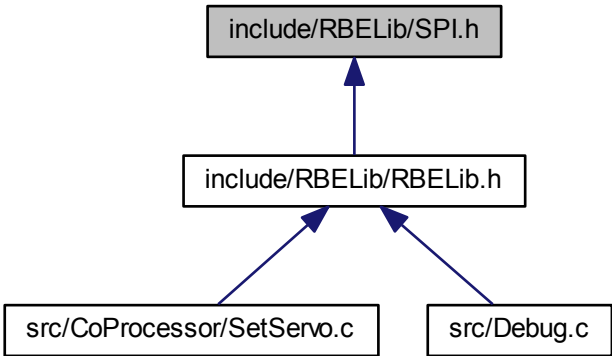 include/RBELib/SPI.h
include/RBELib/RBELib.h
src/CoProcessor/SetServo.c
src/Debug.c